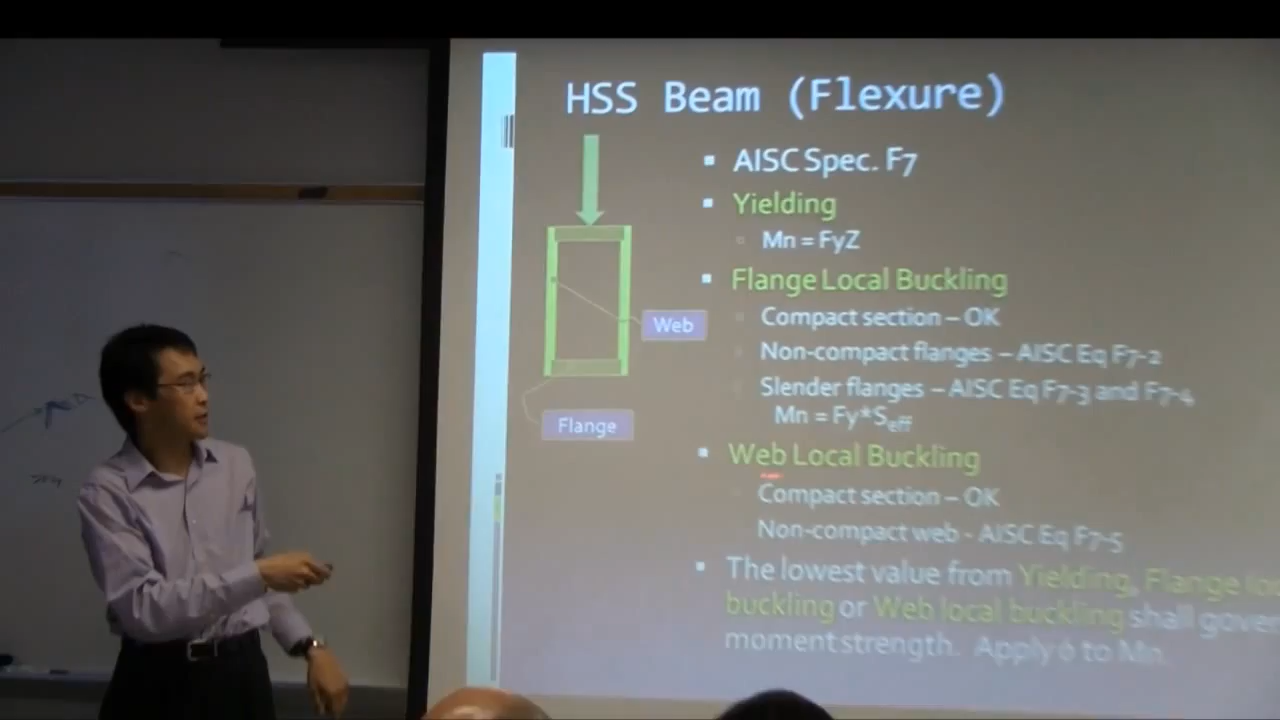 HSS Beam (Flexure)
AISC Spec. F7
Yielding
Mn = FyZ
Flange Local Buckling
Compact section – OK
Web
Non-compact flanges – AISC Eq F7-2
Slender flanges – AISC Eq F7-3 and F7-4
Mn = Fy*Seff
Flange
Web Local Buckling
Compact section – OK
Non-compact web - AISC Eq F7-5
The lowest value from Yielding, Flange
buckling or Web local buckling shall
moment strength. Apply ϕ to Mn.